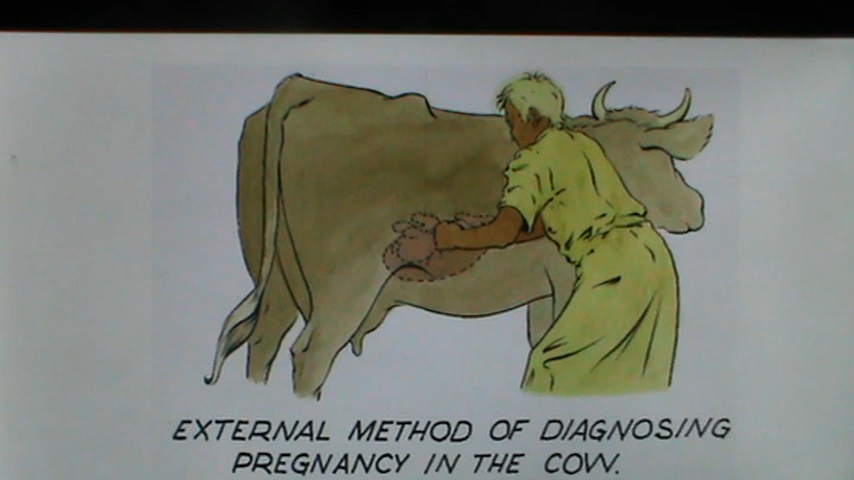 EXTERNAL METHOD OF DIAGNOSING
PREGNANCY IN THE COW.